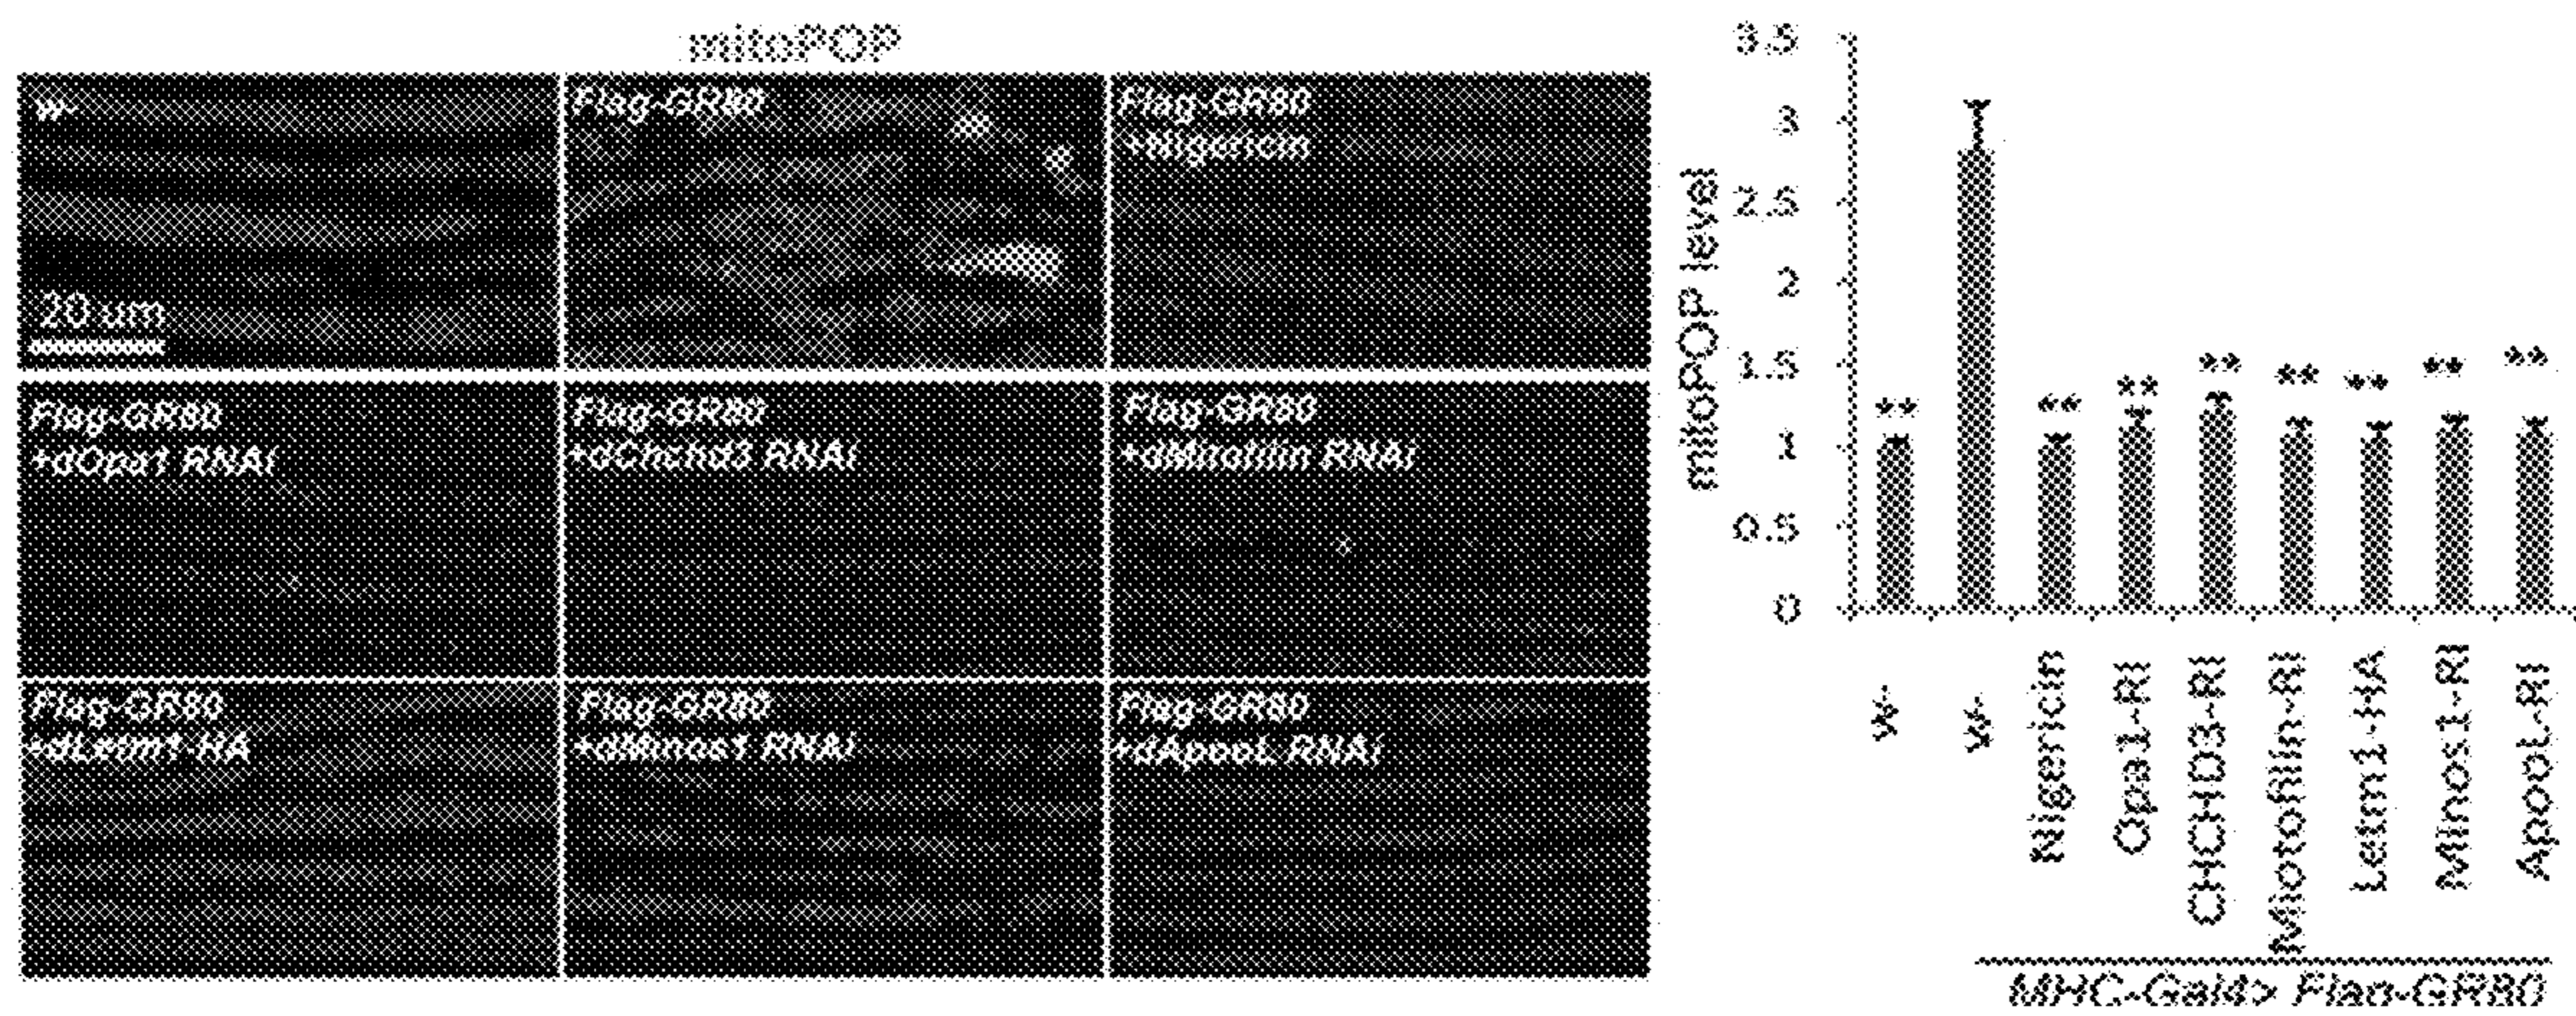 mitoPOP
w-
20 um
Flag-GR80
Flag-GR80
+Nigericin
Flag-GR80
+dOpa1 RNAi
Flag-GR80
+dChchd3 RNAi
Flag-GR80
+dMitofilin RNAi
Flag-GR80
+dLetm1-HA
Flag-GR80
+dMinos1 RNAi
Flag-GR80
+dApooL RNAi
mitoPOP level
3.5
3
2.5
2
1.5
1
0.5
0
**
**
**
**
**
**
**
**
w-
w-
Nigericin
Opa1-RI
CHCHD3-RI
Miotofilin-RI
Letm1-HA
Minos1-RI
ApooL-RI
MHC-Gal4> Flag-GR80